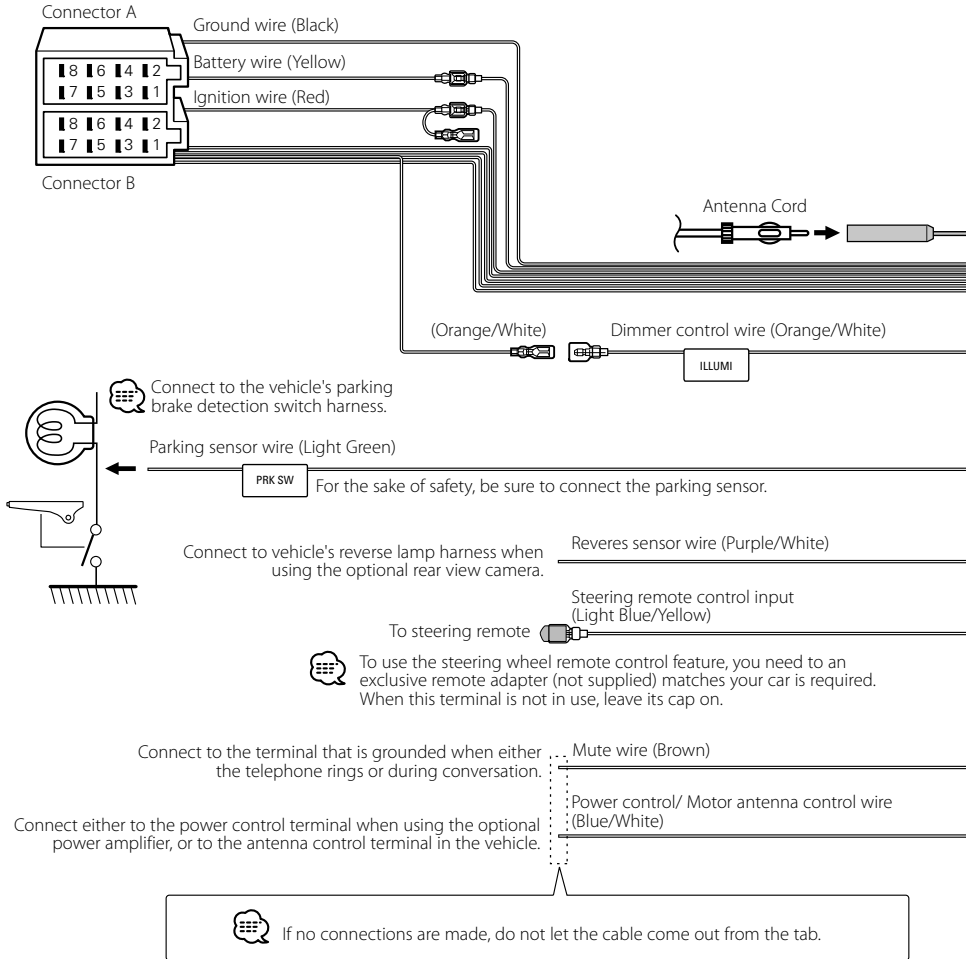 Connector A
Ground wire (Black)
Battery wire (Yellow)
Ignition wire (Red)
8 6 4 2
7 5 3 1
8 6 4 2
7 5 3 1
Connector B
Antenna Cord
(Orange/White)
Dimmer control wire (Orange/White)
ILLUMI
Connect to the vehicle's parking
brake detection switch harness.
Parking sensor wire (Light Green)
PRK SW
For the sake of safety, be sure to connect the parking sensor.
Connect to vehicle's reverse lamp harness when
using the optional rear view camera.
Reveres sensor wire (Purple/White)
Steering remote control input
(Light Blue/Yellow)
To steering remote
To use the steering wheel remote control feature, you need to an
exclusive remote adapter (not supplied) matches your car is required.
When this terminal is not in use, leave its cap on.
Connect to the terminal that is grounded when either
the telephone rings or during conversation.
Mute wire (Brown)
Power control/ Motor antenna control wire
(Blue/White)
Connect either to the power control terminal when using the optional
power amplifier, or to the antenna control terminal in the vehicle.
If no connections are made, do not let the cable come out from the tab.